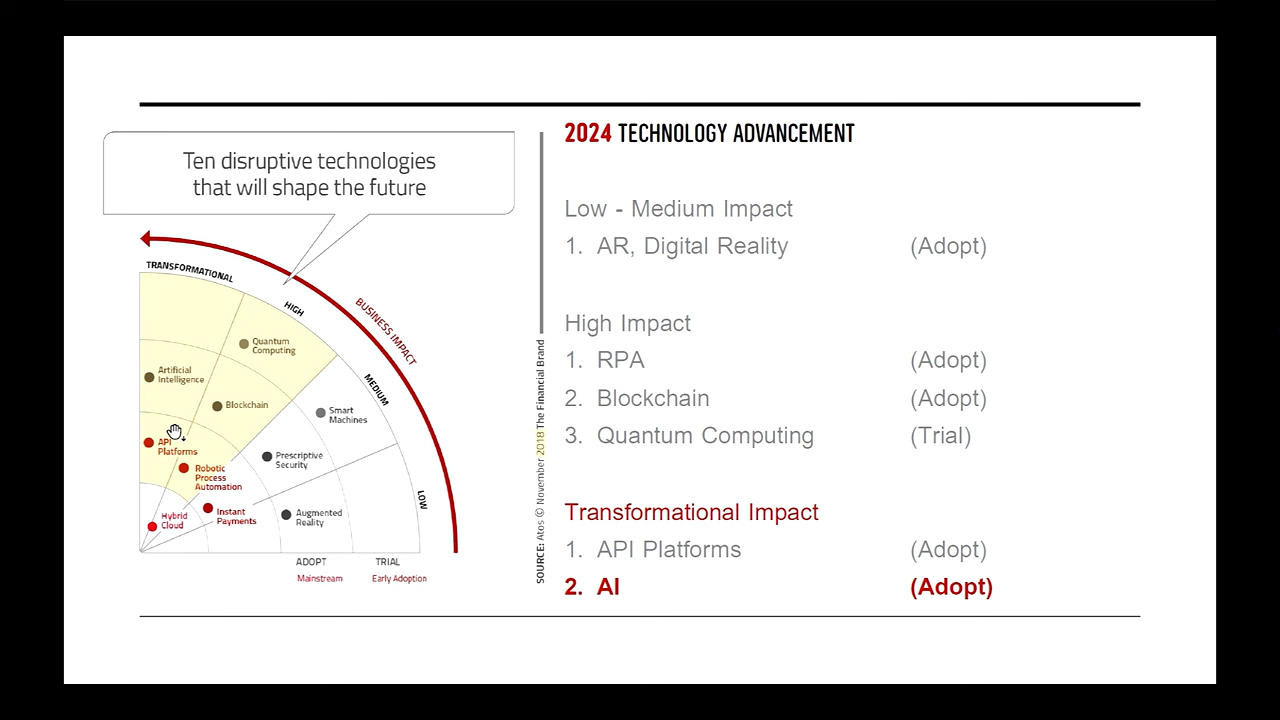 Ten disruptive technologies
that will shape the future
TRANSFORMATIONAL
HIGH
BUSINESS IMPACT
MEDIUM
LOW
Quantum
Computing
Artificial
Intelligence
Blockchain
Smart
Machines
API
Platforms
Prescriptive
Security
Robotic
Process
Automation
Hybrid
Cloud
Instant
Payments
Augmented
Reality
ADOPT
TRIAL
Mainstream
Early Adoption
SOURCE: Atos © November 2018 The Financial Brand
2024 TECHNOLOGY ADVANCEMENT
Low - Medium Impact
1. AR, Digital Reality (Adopt)
High Impact
1. RPA (Adopt)
2. Blockchain (Adopt)
3. Quantum Computing (Trial)
Transformational Impact
1. API Platforms (Adopt)
2. AI (Adopt)